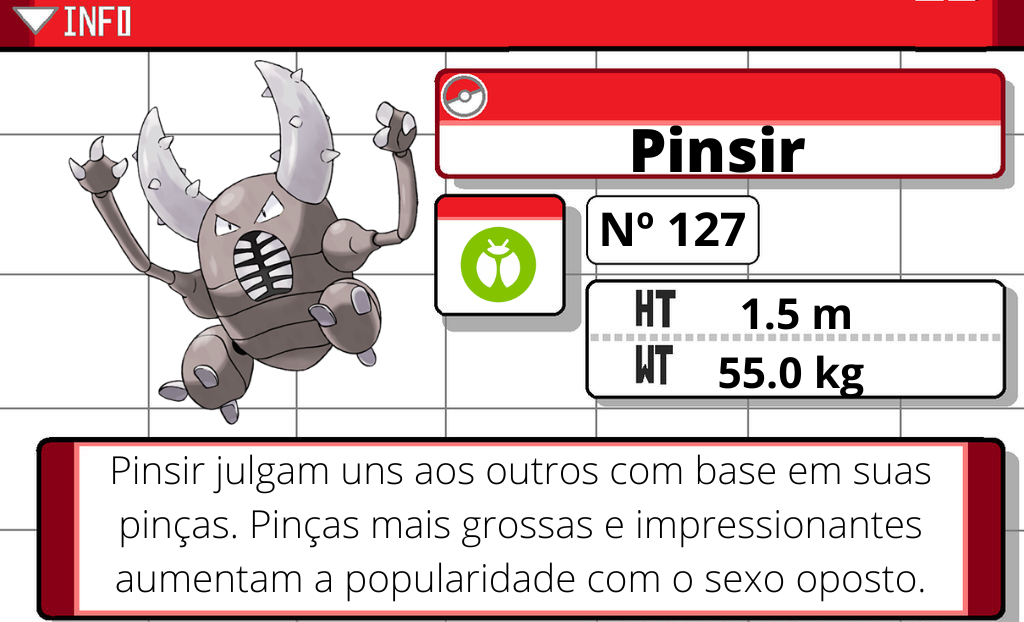 INFO
Pinsir
Nº 127
HT 1.5 m
WT 55.0 kg
Pinsir julgam uns aos outros com base em suas
pinças. Pinças mais grossas e impressionantes
aumentam a popularidade com o sexo oposto.